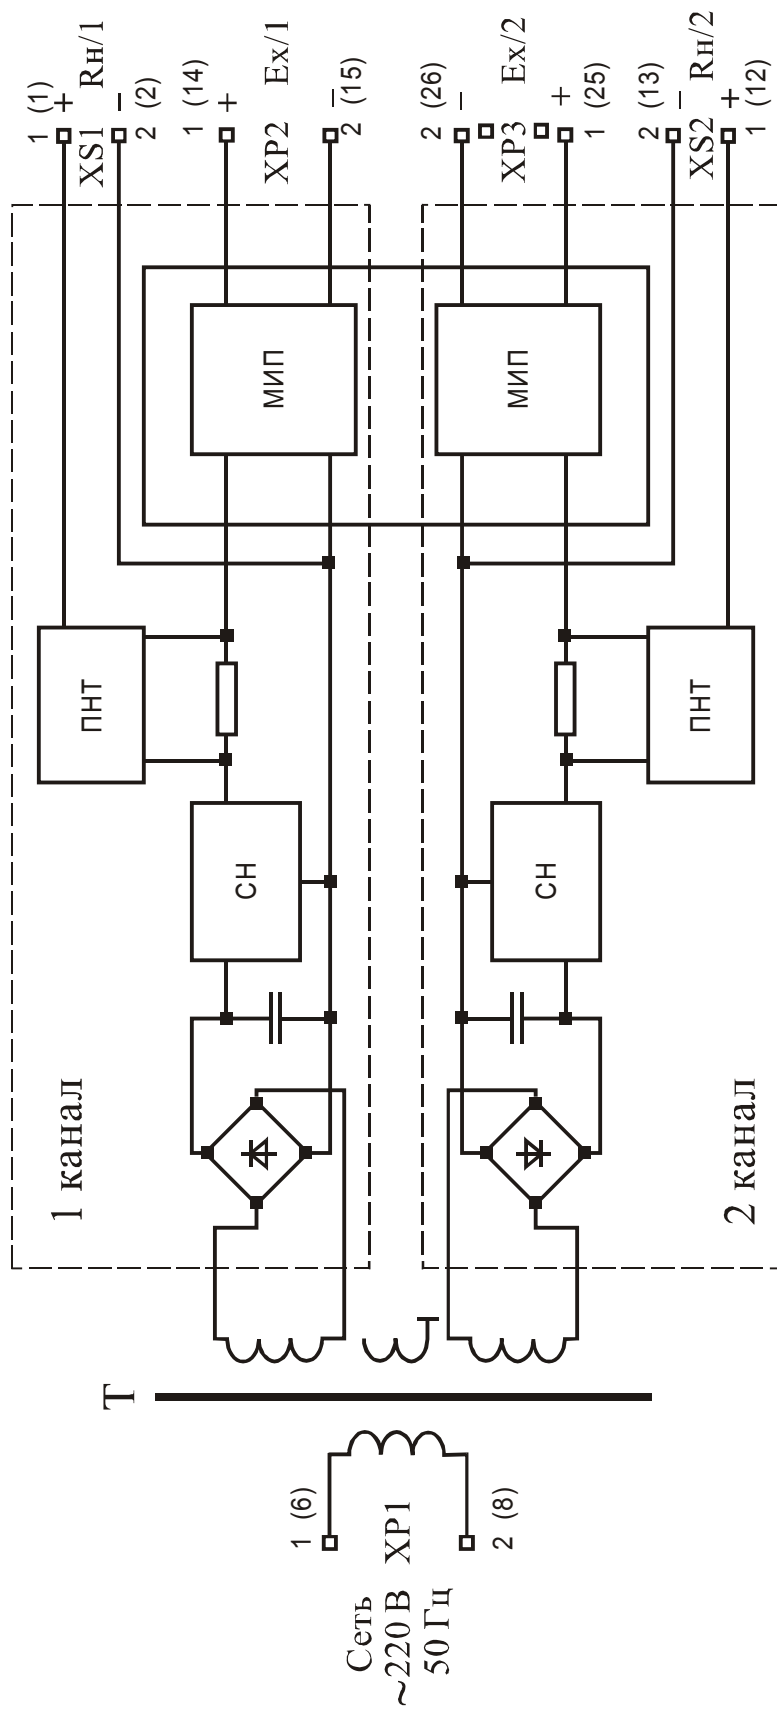 1 канал
2 канал
T
Сеть
~220 В
50 Гц
XP1
1 (6)
2 (8)
СН
СН
ПНТ
ПНТ
МИП
МИП
1 (1)
+
XS1 Rн/1
–
2 (2)
1 (14)
+
XP2 Ex/1
–
2 (15)
2 (26)
–
XP3 Ex/2
+
1 (25)
2 (13)
–
XS2 Rн/2
+
1 (12)